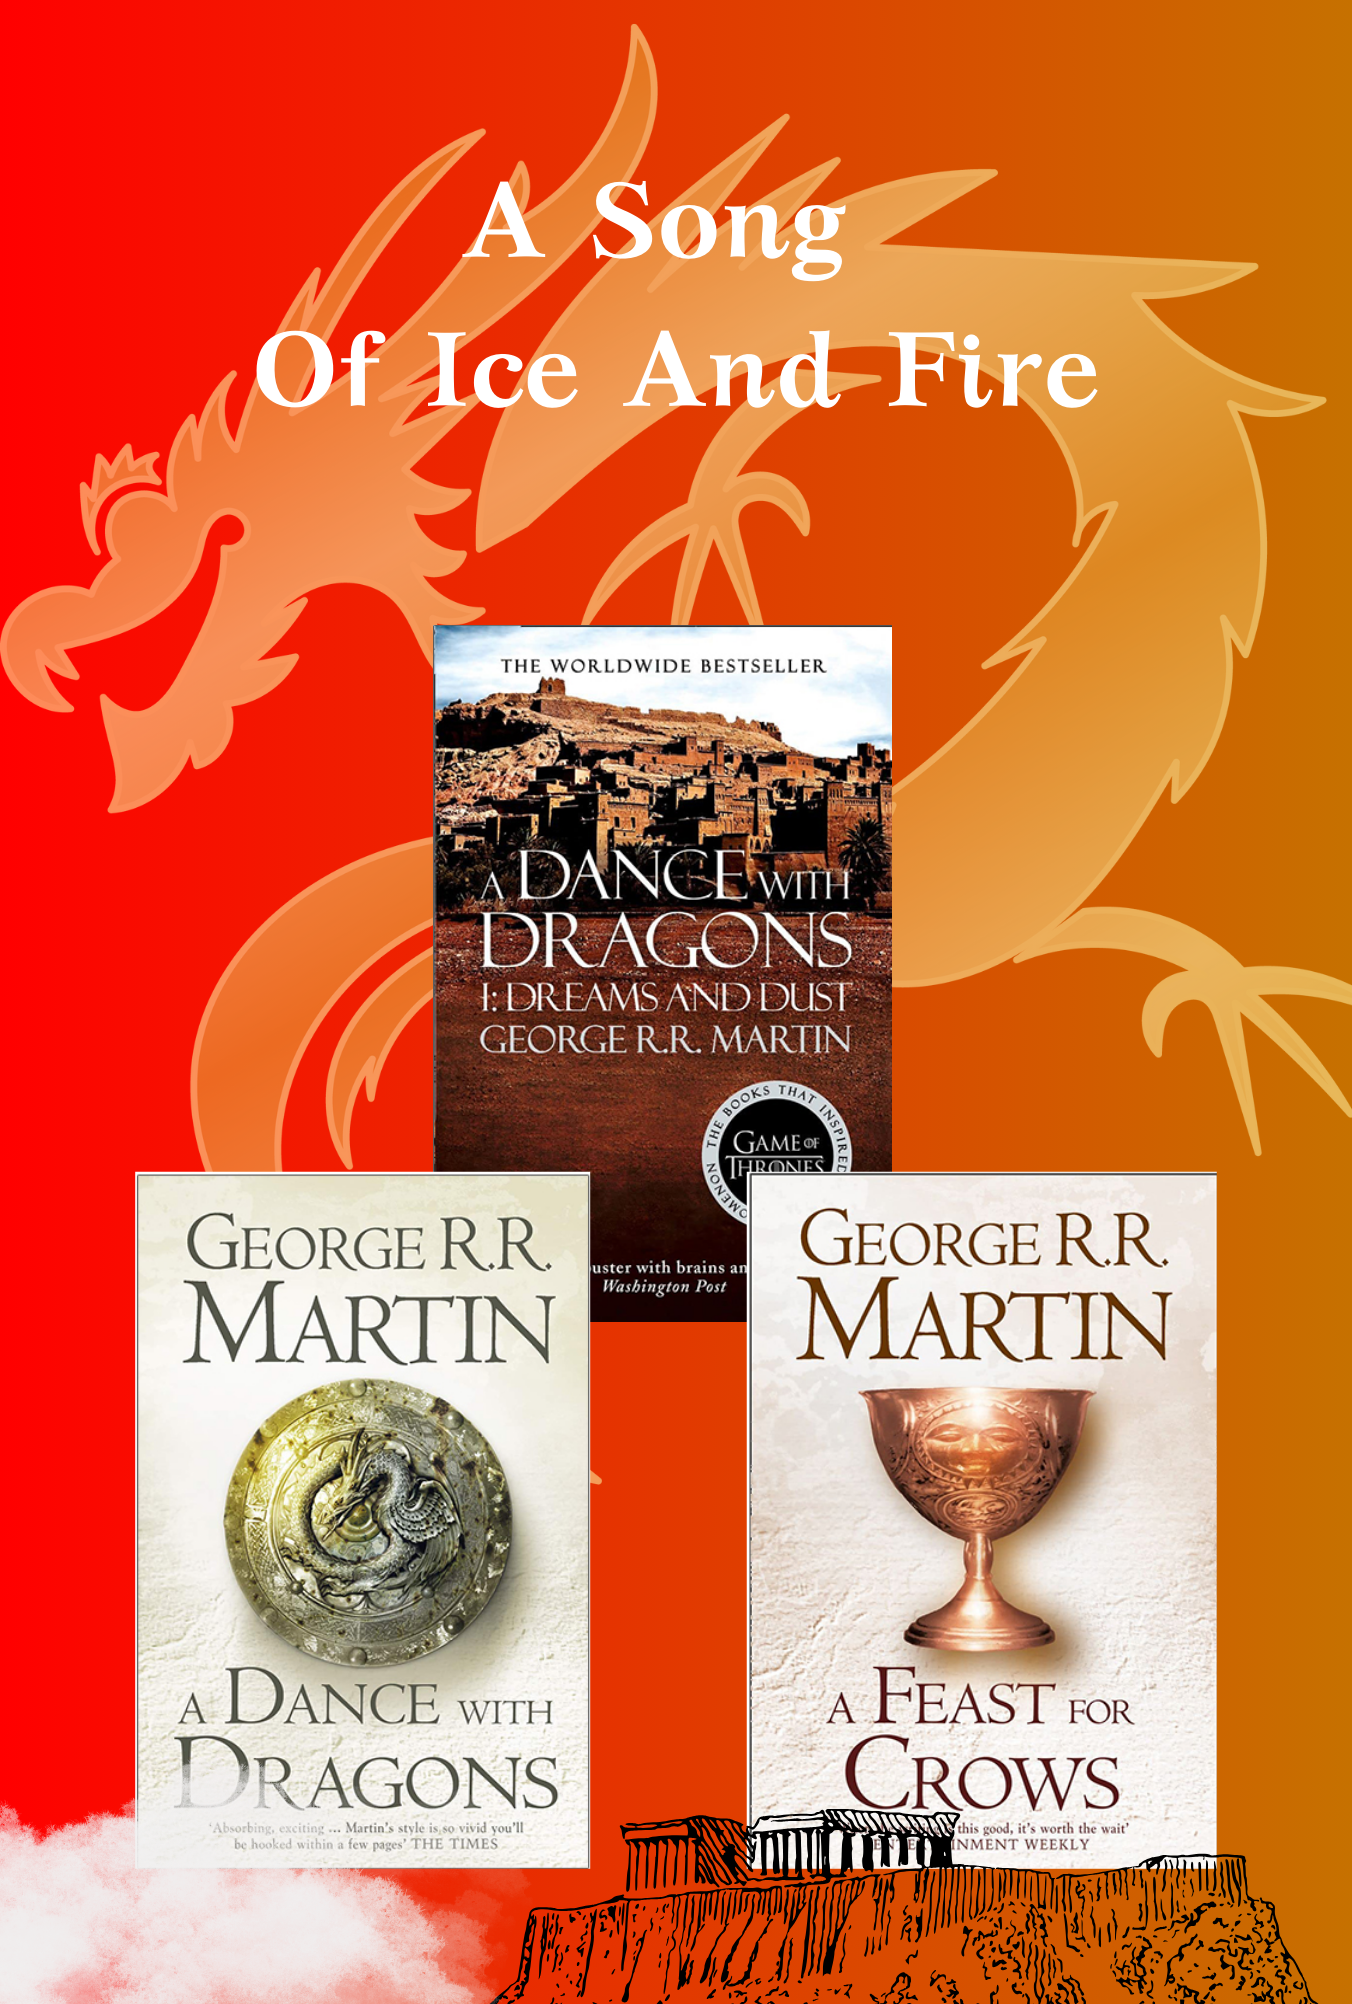 A Song
Of Ice And Fire
THE WORLDWIDE BESTSELLER
A DANCE WITH
DRAGONS
I: DREAMS AND DUST
GEORGE R.R. MARTIN
THE BOOKS THAT INSPIRED
GAME OF
THRONES
with brains
Washington Post
GEORGE R.R.
MARTIN
A DANCE WITH
DRAGONS
'Absorbing, exciting ... Martin's style is so vivid you'll
be hooked within a few pages' THE TIMES
GEORGE R.R.
MARTIN
A FEAST FOR
CROWS
this good, it's worth the wait'
WEEKLY